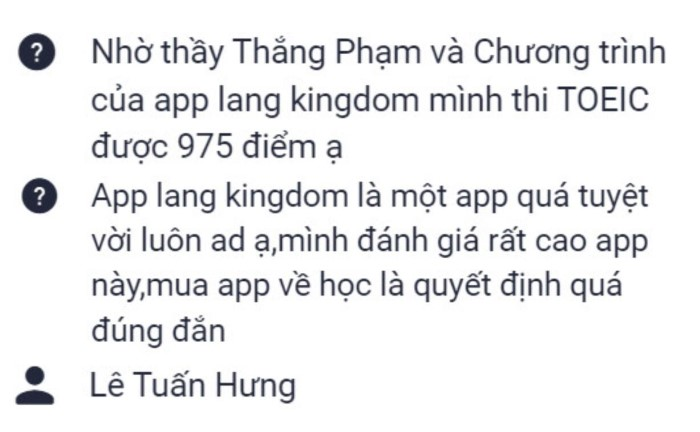 Nhờ thầy Thắng Phạm và Chương trình
của app lang kingdom mình thi TOEIC
được 975 điểm ạ
App lang kingdom là một app quá tuyệt
vời luôn ad ạ,mình đánh giá rất cao app
này,mua app về học là quyết định quá
đúng đắn
Lê Tuấn Hưng